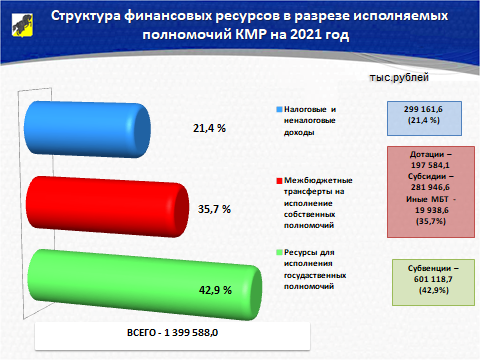 Структура финансовых ресурсов в разрезе исполняемых
полномочий КМР на 2021 год
тыс.рублей
21,4 %
35,7 %
42,9 %
Налоговые и
неналоговые
доходы
Межбюджетные
трансферты на
исполнение
собственных
полномочий
Ресурсы для
исполнения
госудаственных
полномочий
299 161,6
(21,4 %)
Дотации –
197 584,1
Субсидии –
281 946,6
Иные МБТ -
19 938,6
(35,7%)
Субвенции –
601 118,7
(42,9%)
ВСЕГО - 1 399 588,0